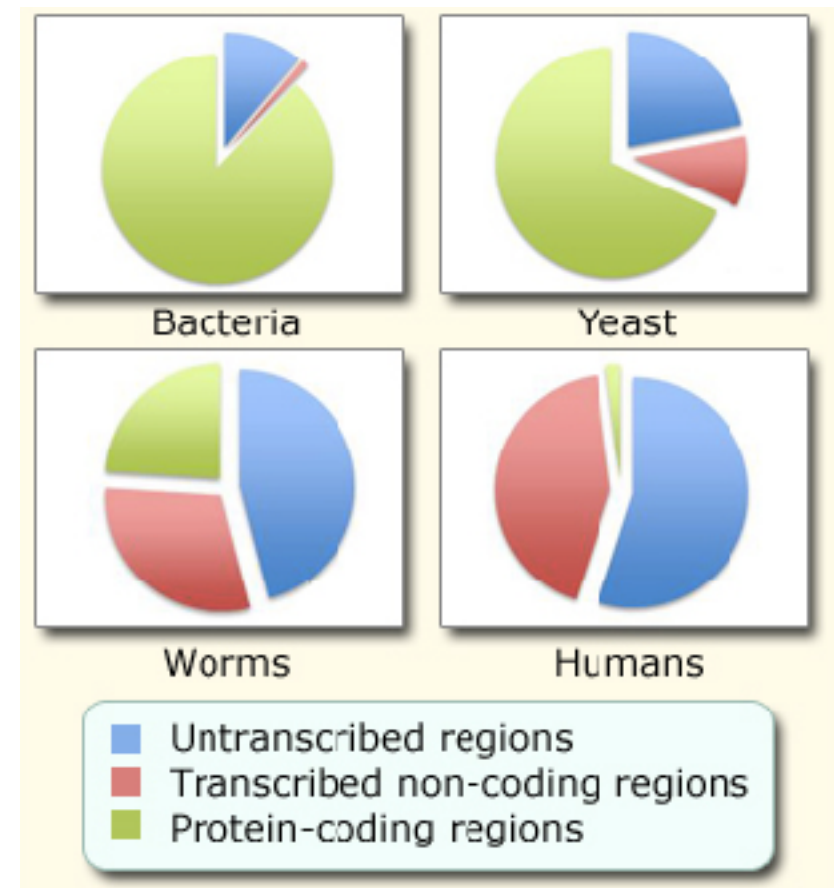 Bacteria
Yeast
Worms
Humans
Untranscribed regions
Transcribed non-coding regions
Protein-coding regions